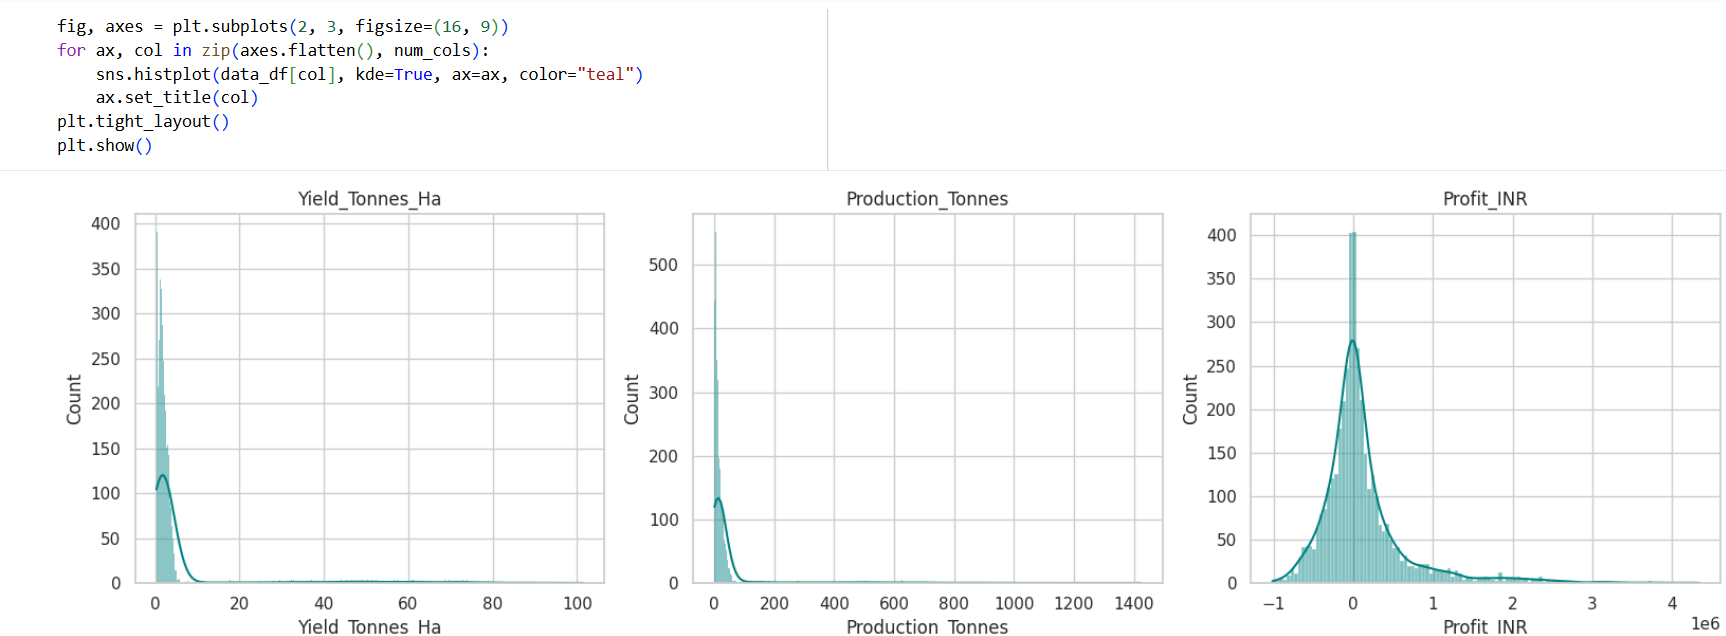 fig, axes = plt.subplots(2, 3, figsize=(16, 9))
for ax, col in zip(axes.flatten(), num_cols):
    sns.histplot(data_df[col], kde=True, ax=ax, color="teal")
    ax.set_title(col)
plt.tight_layout()
plt.show()
Yield_Tonnes_Ha
400
350
300
250
200
150
100
50
0
Count
0 20 40 60 80 100
Yield_Tonnes_Ha
Production_Tonnes
500
400
300
200
100
0
Count
0 200 400 600 800 1000 1200 1400
Production_Tonnes
Profit_INR
400
350
300
250
200
150
100
50
0
Count
−1 0 1 2 3 4
1e6
Profit_INR